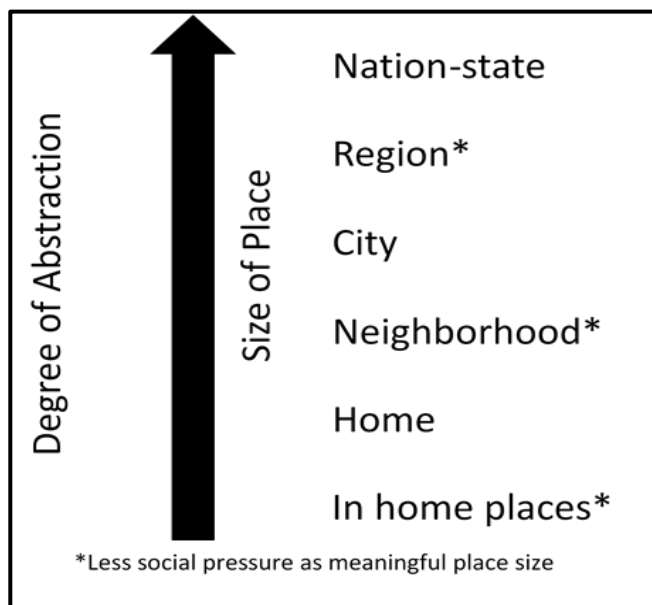 Degree of Abstraction
Size of Place
Nation-state
Region*
City
Neighborhood*
Home
In home places*
*Less social pressure as meaningful place size